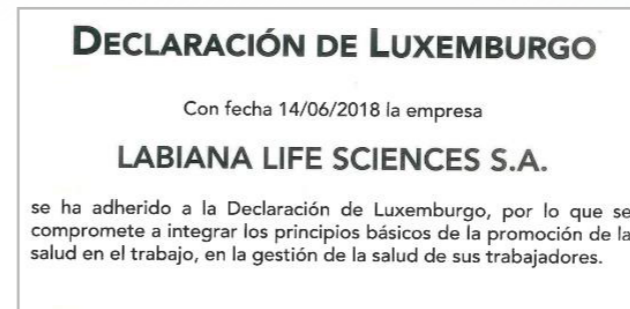 DECLARACIÓN DE LUXEMBURGO
Con fecha 14/06/2018 la empresa
LABIANA LIFE SCIENCES S.A.
se ha adherido a la Declaración de Luxemburgo, por lo que se
compromete a integrar los principios básicos de la promoción de la
salud en el trabajo, en la gestión de la salud de sus trabajadores.